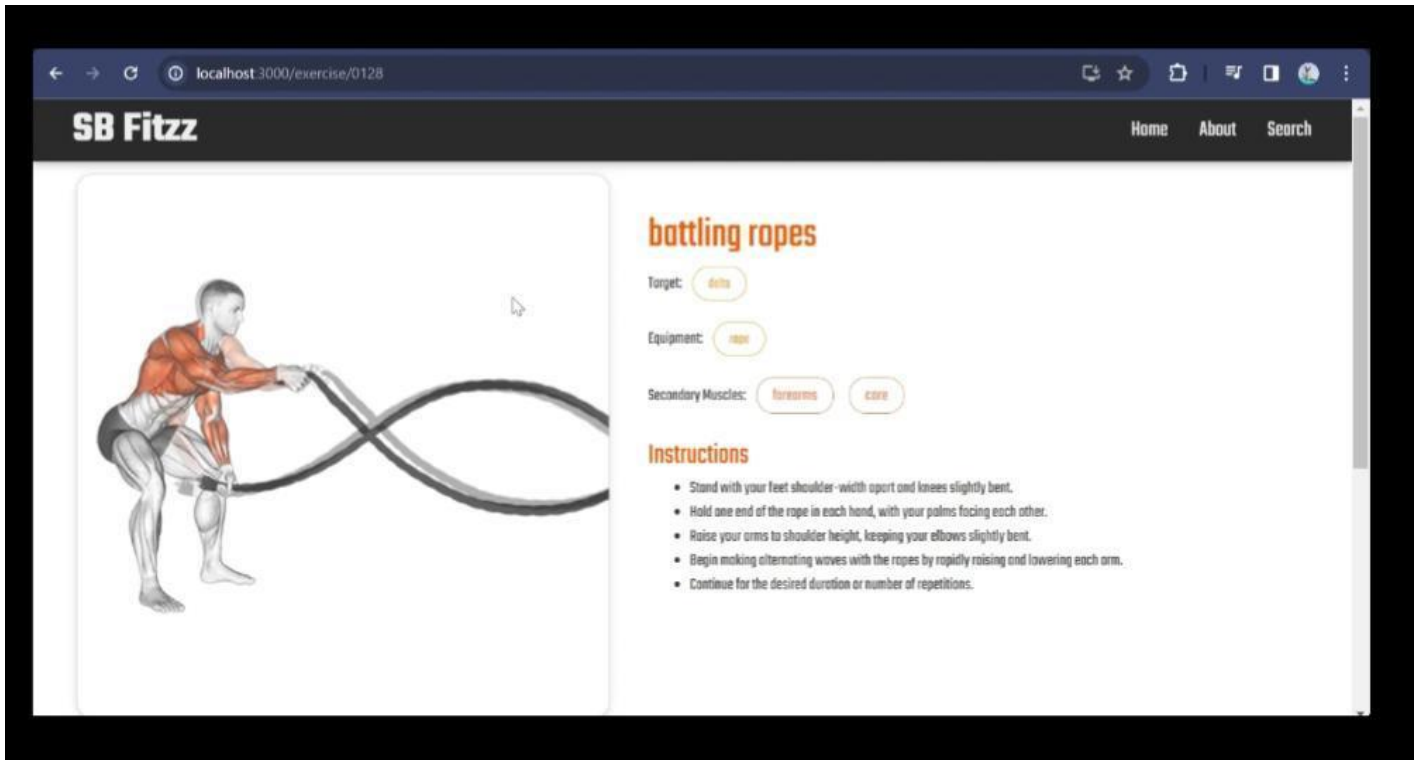 localhost:3000/exercise/0128
SB Fitzz
Home About Search
battling ropes
Target: delts
Equipment: rope
Secondary Muscles: forearms core
Instructions
• Stand with your feet shoulder-width apart and knees slightly bent.
• Hold one end of the rope in each hand, with your palms facing each other.
• Raise your arms to shoulder height, keeping your elbows slightly bent.
• Begin making alternating waves with the ropes by rapidly raising and lowering each arm.
• Continue for the desired duration or number of repetitions.